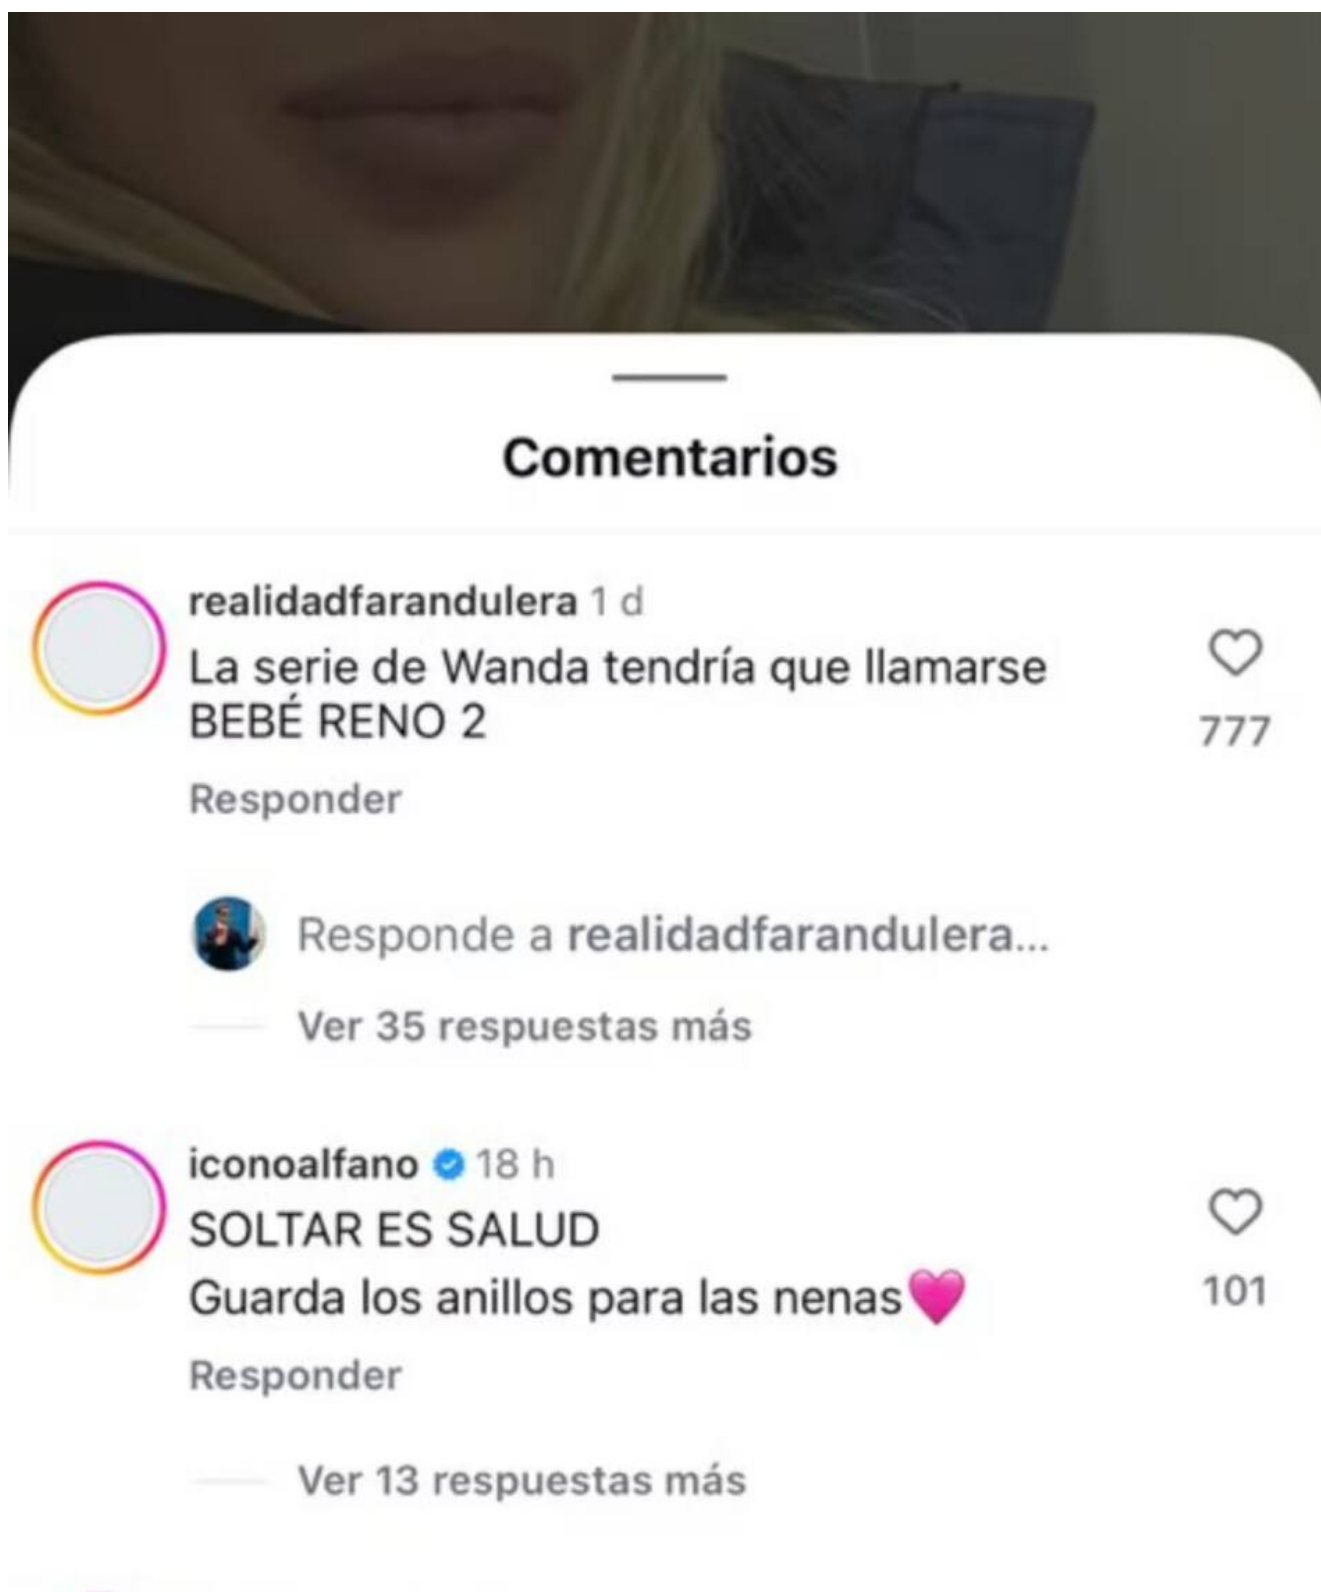 Comentarios
realidadfarandulera 1 d
La serie de Wanda tendría que llamarse
BEBÉ RENO 2
777
Responder
Responde a realidadfarandulera...
Ver 35 respuestas más
iconoalfano 18 h
SOLTAR ES SALUD
Guarda los anillos para las nenas🩷
101
Responder
Ver 13 respuestas más